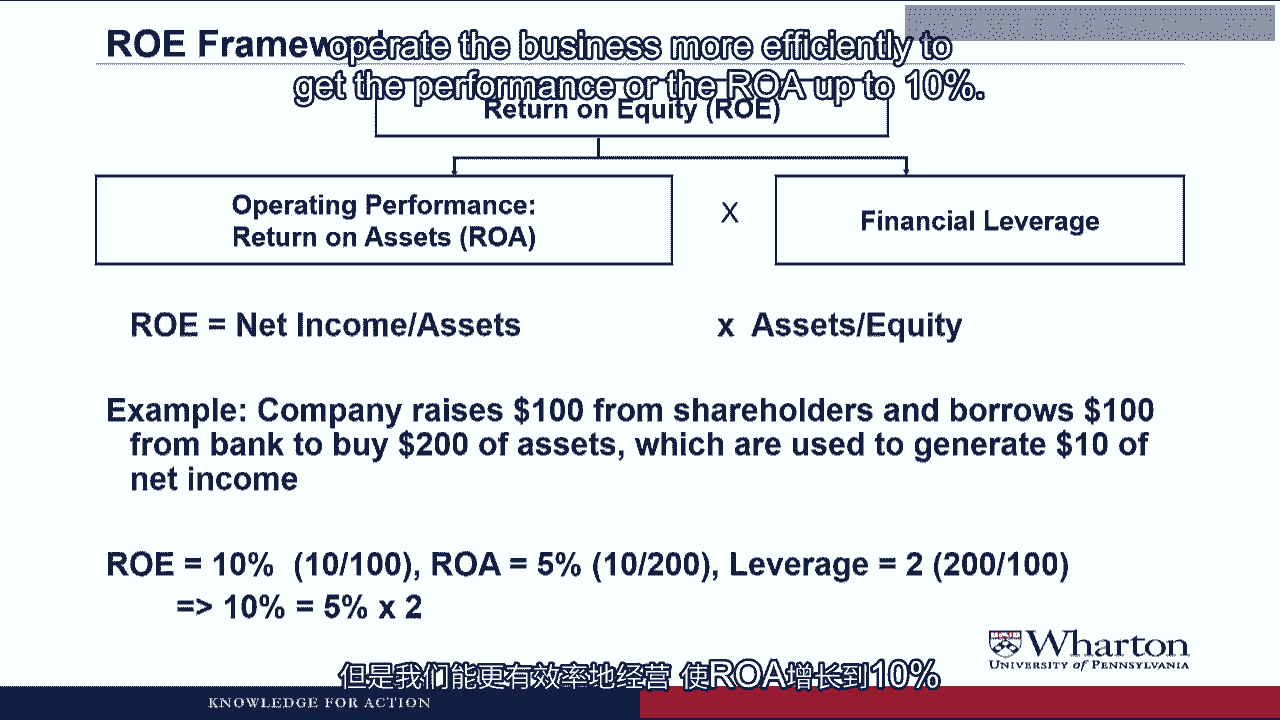 ROE Framework
operate the business more efficiently to
get the performance or the ROA up to 10%.
Return on Equity (ROE)
Operating Performance:
Return on Assets (ROA)
X
Financial Leverage
ROE = Net Income/Assets x Assets/Equity
Example: Company raises $100 from shareholders and borrows $100
from bank to buy $200 of assets, which are used to generate $10 of
net income
ROE = 10% (10/100), ROA = 5% (10/200), Leverage = 2 (200/100)
=> 10% = 5% x 2
Wharton
UNIVERSITY of PENNSYLVANIA
但是我们能更有效率地经营 使ROA增长到10%
KNOWLEDGE FOR ACTION